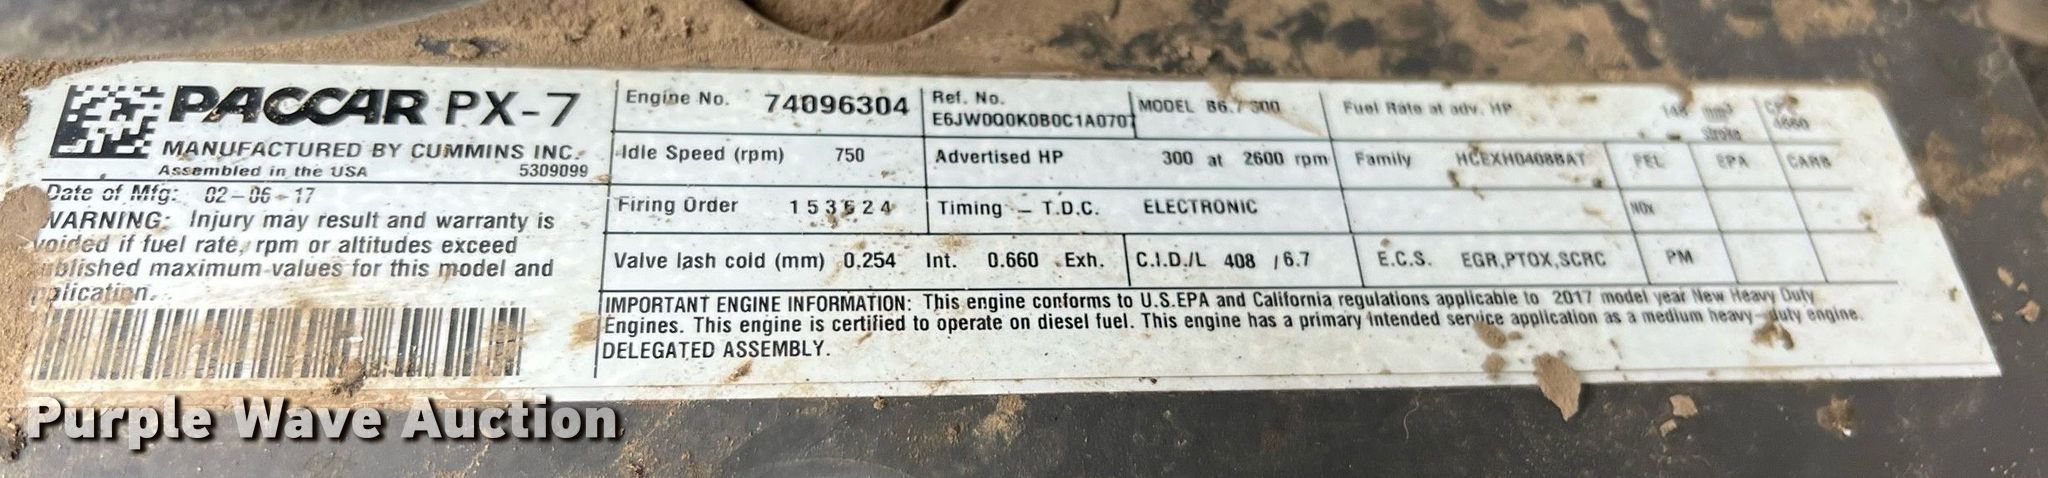 PACCAR PX-7
MANUFACTURED BY CUMMINS INC.
Assembled in the USA 5309099
Date of Mfg: 02-06-17
WARNING: Injury may result and warranty is
voided if fuel rate, rpm or altitudes exceed
published maximum values for this model and
application.
Engine No. 74096304
Ref. No.
E6JW0Q0K0B0C1A0707
MODEL B6.7 300
Fuel Rate at adv. HP 148 mm³
stroke
Idle Speed (rpm) 750
Advertised HP 300 at 2600 rpm
Family HCEXH0408BAT
FEL EPA CARB
Firing Order 153624
Timing – T.D.C. ELECTRONIC
NOx
Valve lash cold (mm) 0.254 Int. 0.660 Exh.
C.I.D./L 408 /6.7
E.C.S. EGR,PTOX,SCRC
PM
IMPORTANT ENGINE INFORMATION: This engine conforms to U.S.EPA and California regulations applicable to 2017 model year New Heavy Duty
Engines. This engine is certified to operate on diesel fuel. This engine has a primary intended service application as a medium heavy-duty engine.
DELEGATED ASSEMBLY.
Purple Wave Auction